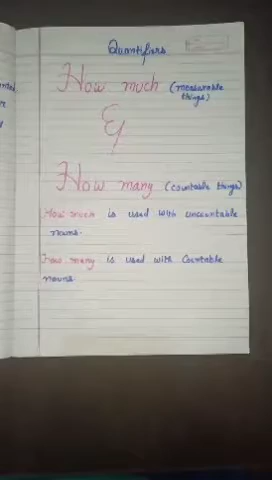 Quantifiers
How much (measurable
things)
&
How many (countable things)
How much is used with uncountable
nouns.
How many is used with Countable
nouns